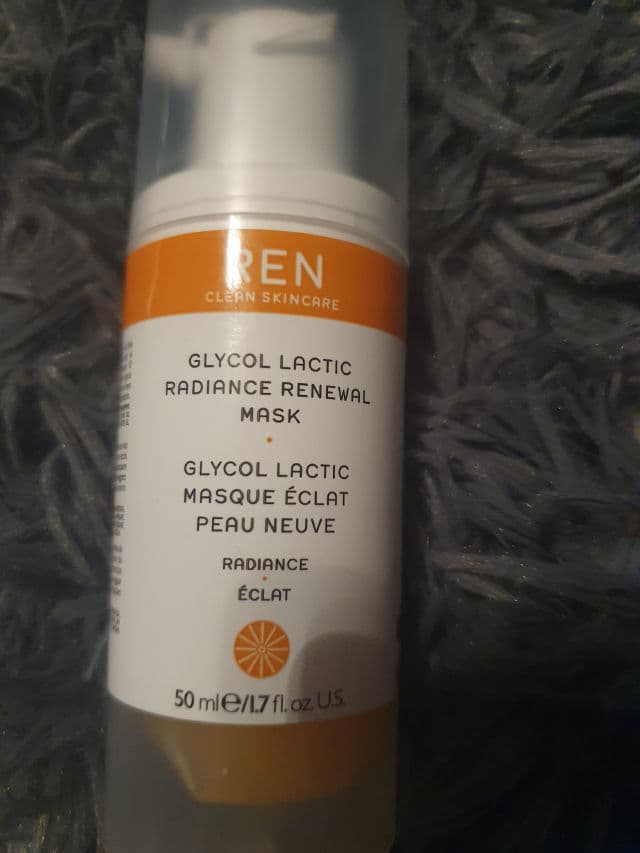 REN
CLEAN SKINCARE
GLYCOL LACTIC
RADIANCE RENEWAL
MASK
GLYCOL LACTIC
MASQUE ÉCLAT
PEAU NEUVE
RADIANCE
ÉCLAT
50 ml℮/1.7 fl. oz. U.S.